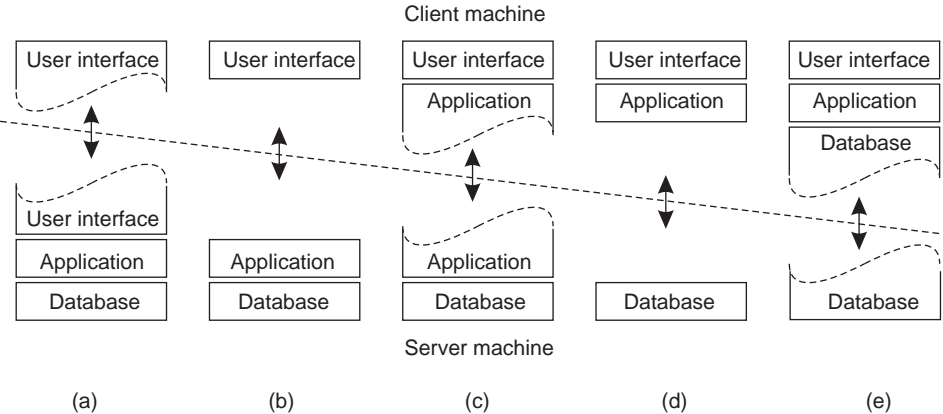 Client machine
User interface
User interface
User interface
User interface
User interface
Application
Application
Application
Database
User interface
Application
Application
Application
Database
Database
Database
Database
Database
Server machine
(a)
(b)
(c)
(d)
(e)